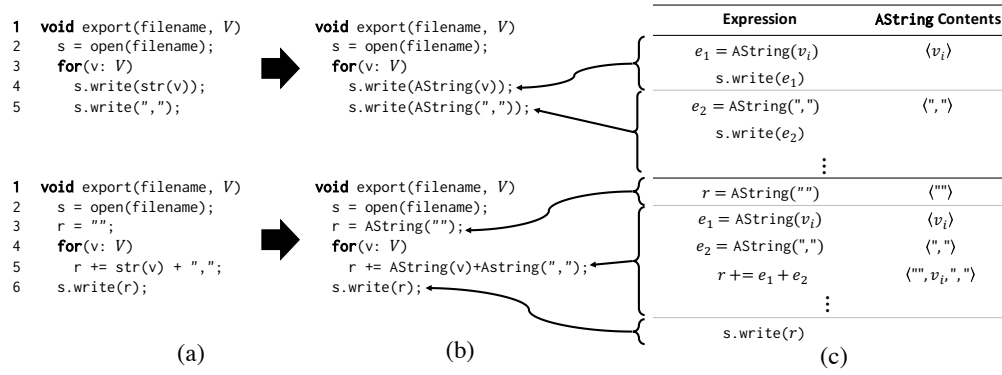 1 void export(filename, V)
2 s = open(filename);
3 for(v: V)
4 s.write(str(v));
5 s.write(",");
void export(filename, V)
s = open(filename);
for(v: V)
s.write(AString(v));
s.write(AString(","));
Expression AString Contents
e₁ = AString(vᵢ) ⟨vᵢ⟩
s.write(e₁)
e₂ = AString(",") ⟨","⟩
s.write(e₂)
⋮
1 void export(filename, V)
2 s = open(filename);
3 r = "";
4 for(v: V)
5 r += str(v) + ",";
6 s.write(r);
void export(filename, V)
s = open(filename);
r = AString("");
for(v: V)
r += AString(v)+Astring(",");
s.write(r);
r = AString("") ⟨""⟩
e₁ = AString(vᵢ) ⟨vᵢ⟩
e₂ = AString(",") ⟨","⟩
r += e₁ + e₂ ⟨"", vᵢ, ","⟩
⋮
s.write(r)
(a) (b) (c)